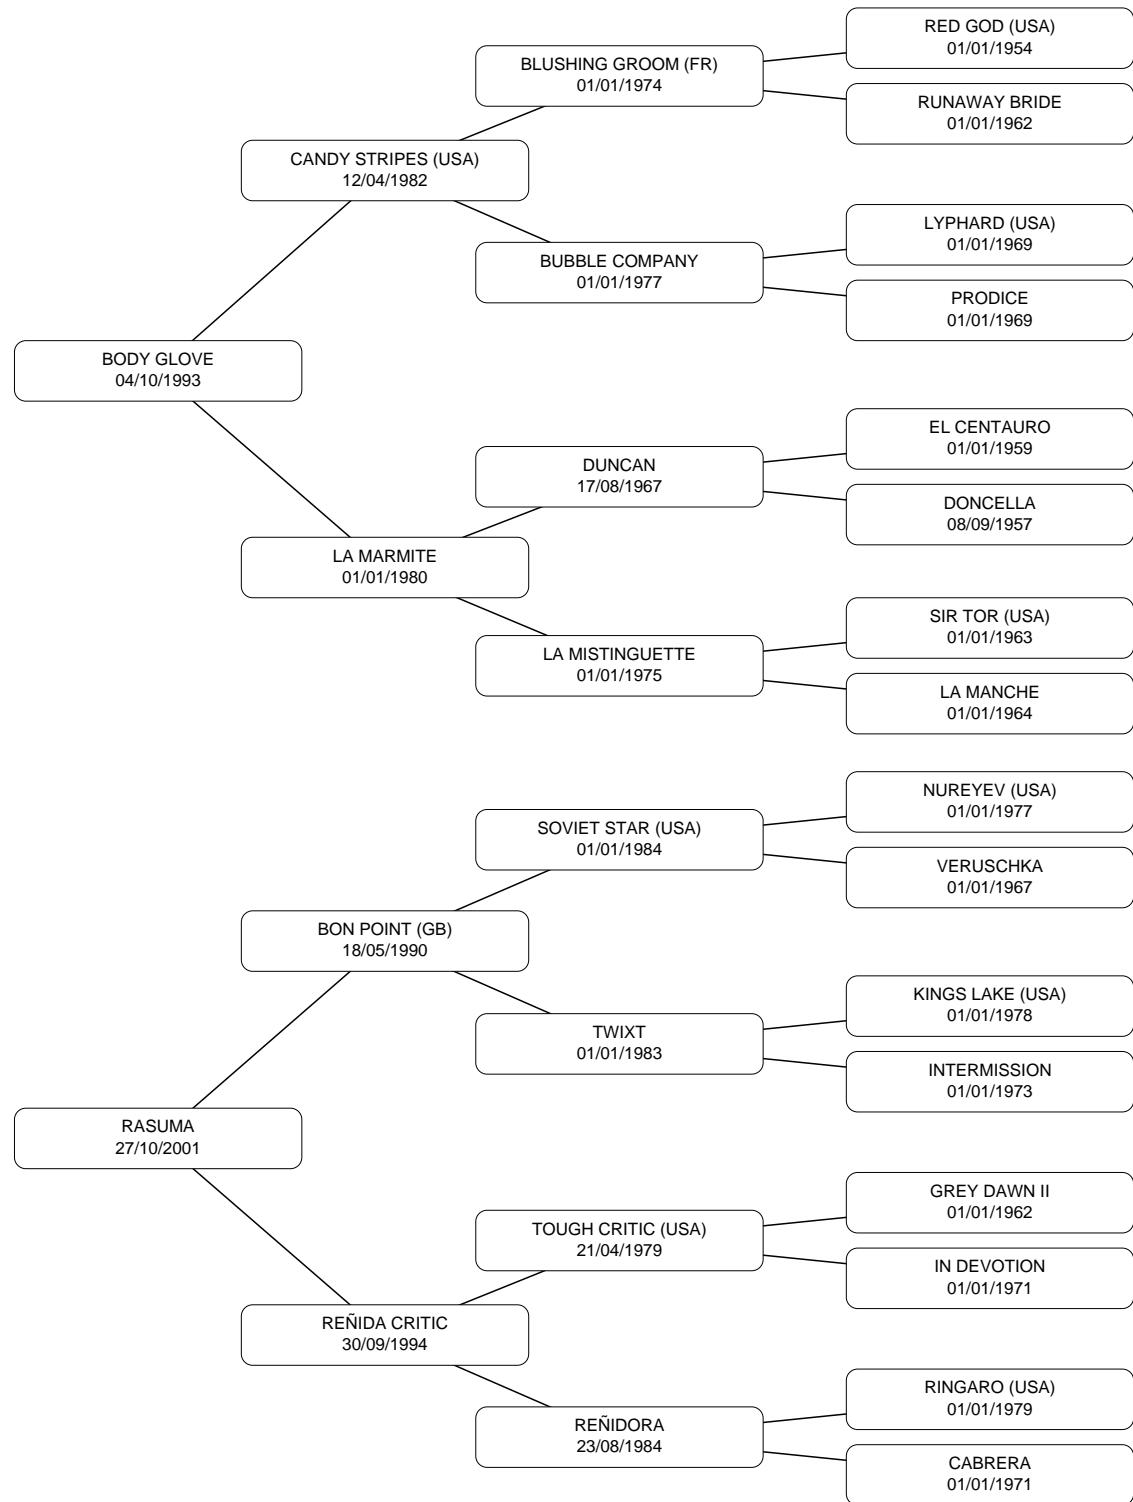 RED GOD (USA)
01/01/1954
BLUSHING GROOM (FR)
01/01/1974
RUNAWAY BRIDE
01/01/1962
CANDY STRIPES (USA)
12/04/1982
LYPHARD (USA)
01/01/1969
BUBBLE COMPANY
01/01/1977
PRODICE
01/01/1969
BODY GLOVE
04/10/1993
EL CENTAURO
01/01/1959
DUNCAN
17/08/1967
DONCELLA
08/09/1957
LA MARMITE
01/01/1980
SIR TOR (USA)
01/01/1963
LA MISTINGUETTE
01/01/1975
LA MANCHE
01/01/1964
NUREYEV (USA)
01/01/1977
SOVIET STAR (USA)
01/01/1984
VERUSCHKA
01/01/1967
BON POINT (GB)
18/05/1990
KINGS LAKE (USA)
01/01/1978
TWIXT
01/01/1983
INTERMISSION
01/01/1973
RASUMA
27/10/2001
GREY DAWN II
01/01/1962
TOUGH CRITIC (USA)
21/04/1979
IN DEVOTION
01/01/1971
REÑIDA CRITIC
30/09/1994
RINGARO (USA)
01/01/1979
REÑIDORA
23/08/1984
CABRERA
01/01/1971